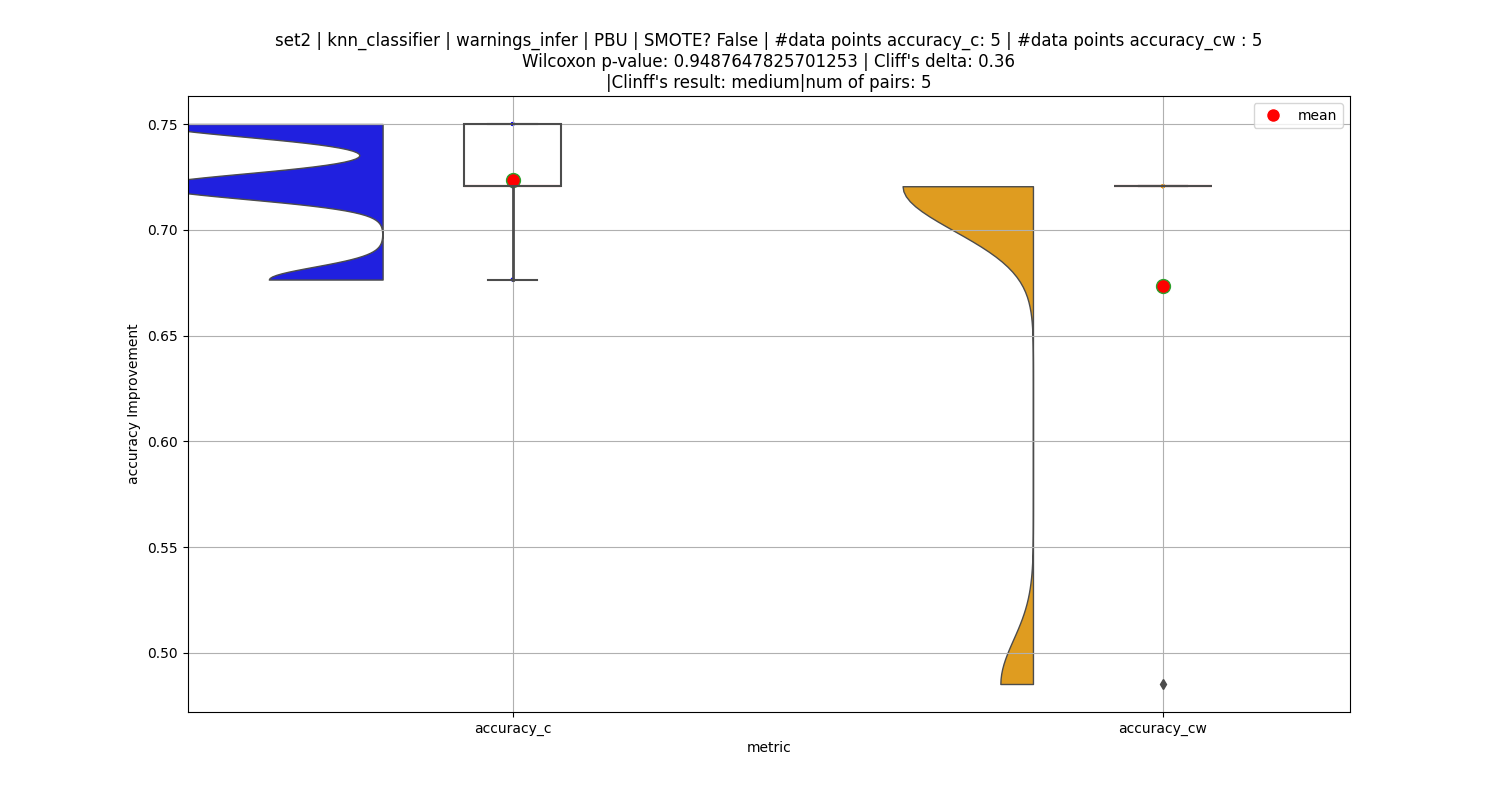 set2 | knn_classifier | warnings_infer | PBU | SMOTE? False | #data points accuracy_c: 5 | #data points accuracy_cw : 5
Wilcoxon p-value: 0.9487647825701253 | Cliff's delta: 0.36
|Clinff's result: medium|num of pairs: 5
mean
accuracy Improvement
0.75
0.70
0.65
0.60
0.55
0.50
accuracy_c
accuracy_cw
metric